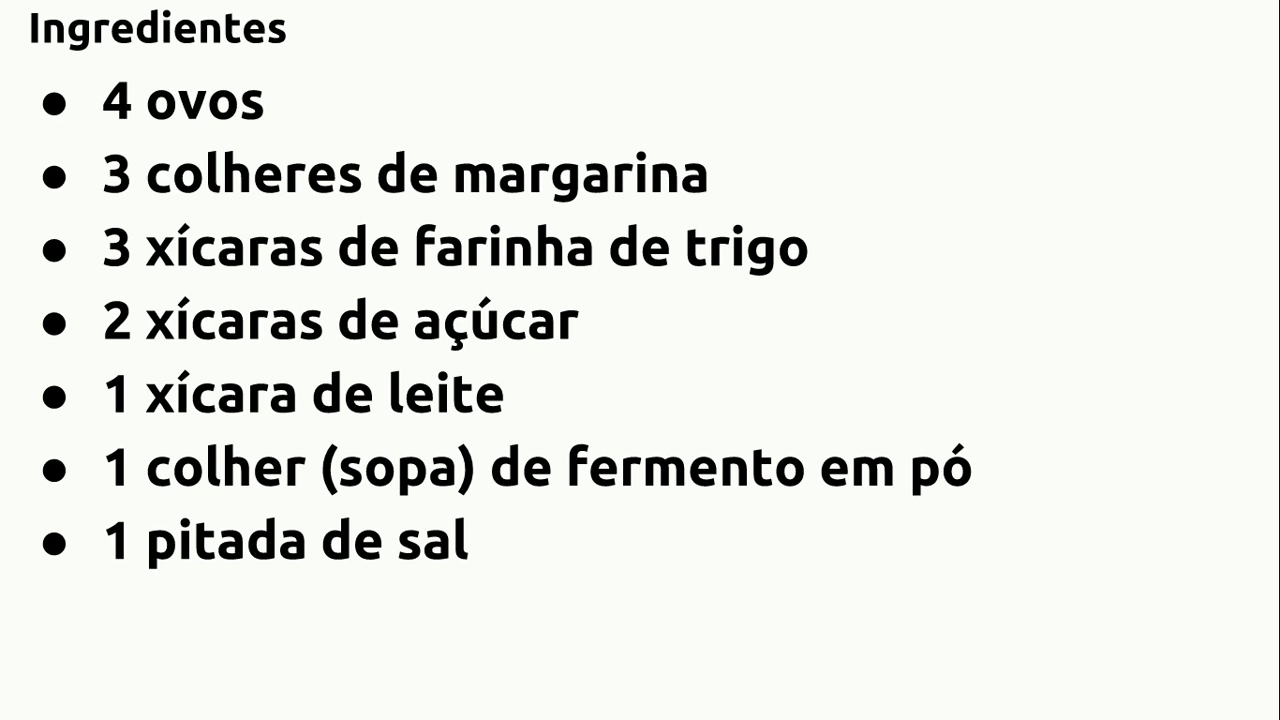 Ingredientes
● 4 ovos
● 3 colheres de margarina
● 3 xícaras de farinha de trigo
● 2 xícaras de açúcar
● 1 xícara de leite
● 1 colher (sopa) de fermento em pó
● 1 pitada de sal